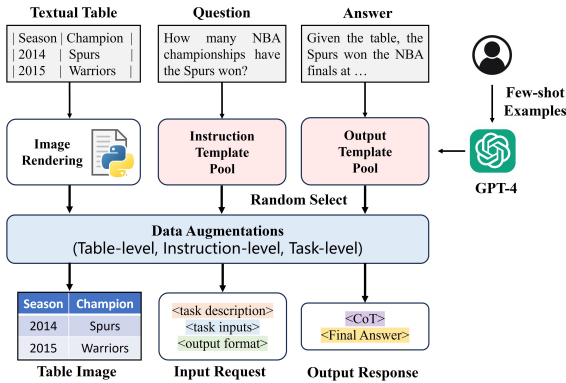 Textual Table
Question
Answer
| Season | Champion |
| 2014 | Spurs |
| 2015 | Warriors |
How many NBA
championships have
the Spurs won?
Given the table, the
Spurs won the NBA
finals at …
Few-shot
Examples
Image
Rendering
Instruction
Template
Pool
Output
Template
Pool
GPT-4
Random Select
Data Augmentations
(Table-level, Instruction-level, Task-level)
Season Champion
2014 Spurs
2015 Warriors
<task description>
<task inputs>
<output format>
<CoT>
<Final Answer>
Table Image
Input Request
Output Response